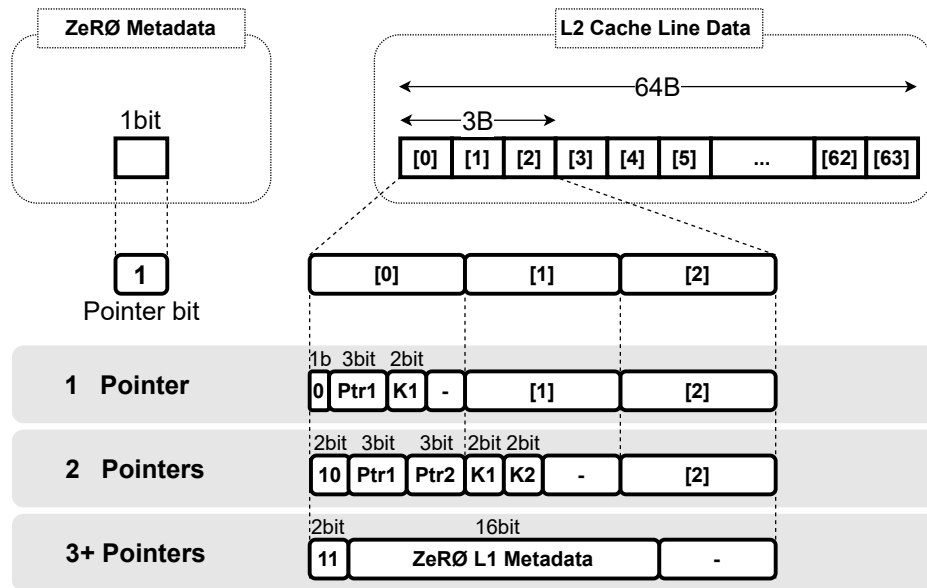 ZeRØ Metadata
L2 Cache Line Data
64B
3B
1bit
[0] [1] [2] [3] [4] [5] ... [62] [63]
1
Pointer bit
[0] [1] [2]
1b 3bit 2bit
1 Pointer
0 Ptr1 K1 - [1] [2]
2bit 3bit 3bit 2bit 2bit
2 Pointers
10 Ptr1 Ptr2 K1 K2 - [2]
2bit 16bit
3+ Pointers
11 ZeRØ L1 Metadata -